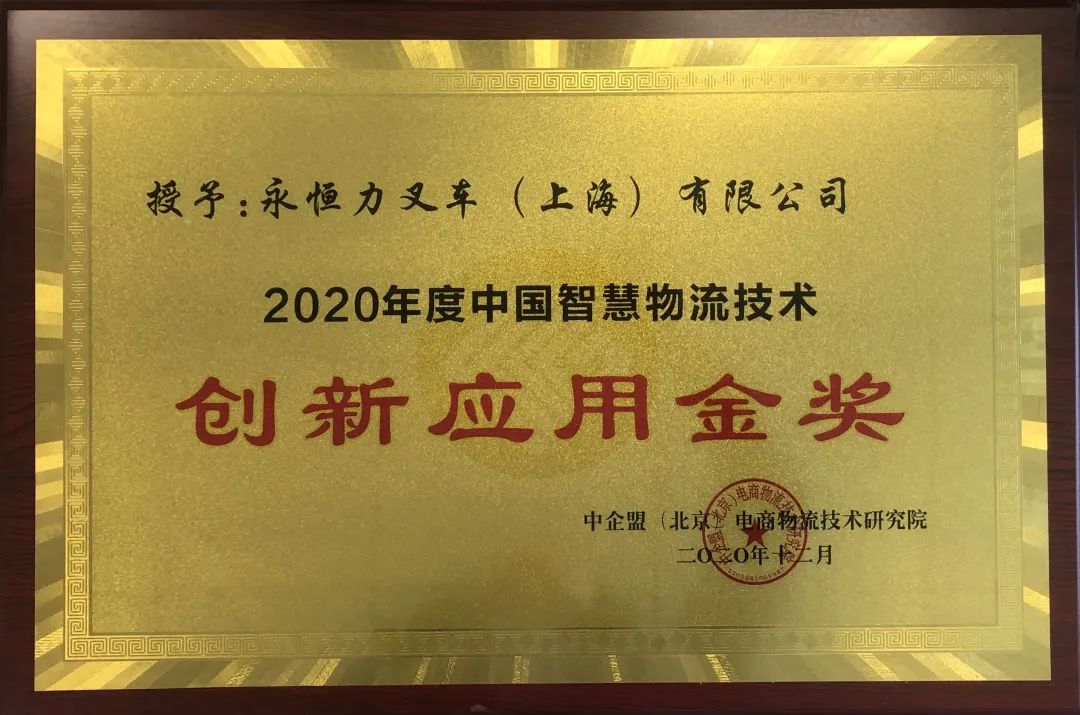 授予:永恒力叉车（上海）有限公司
2020年度中国智慧物流技术
创新应用金奖
中企盟（北京）电商物流技术研究院
二〇二〇年十二月